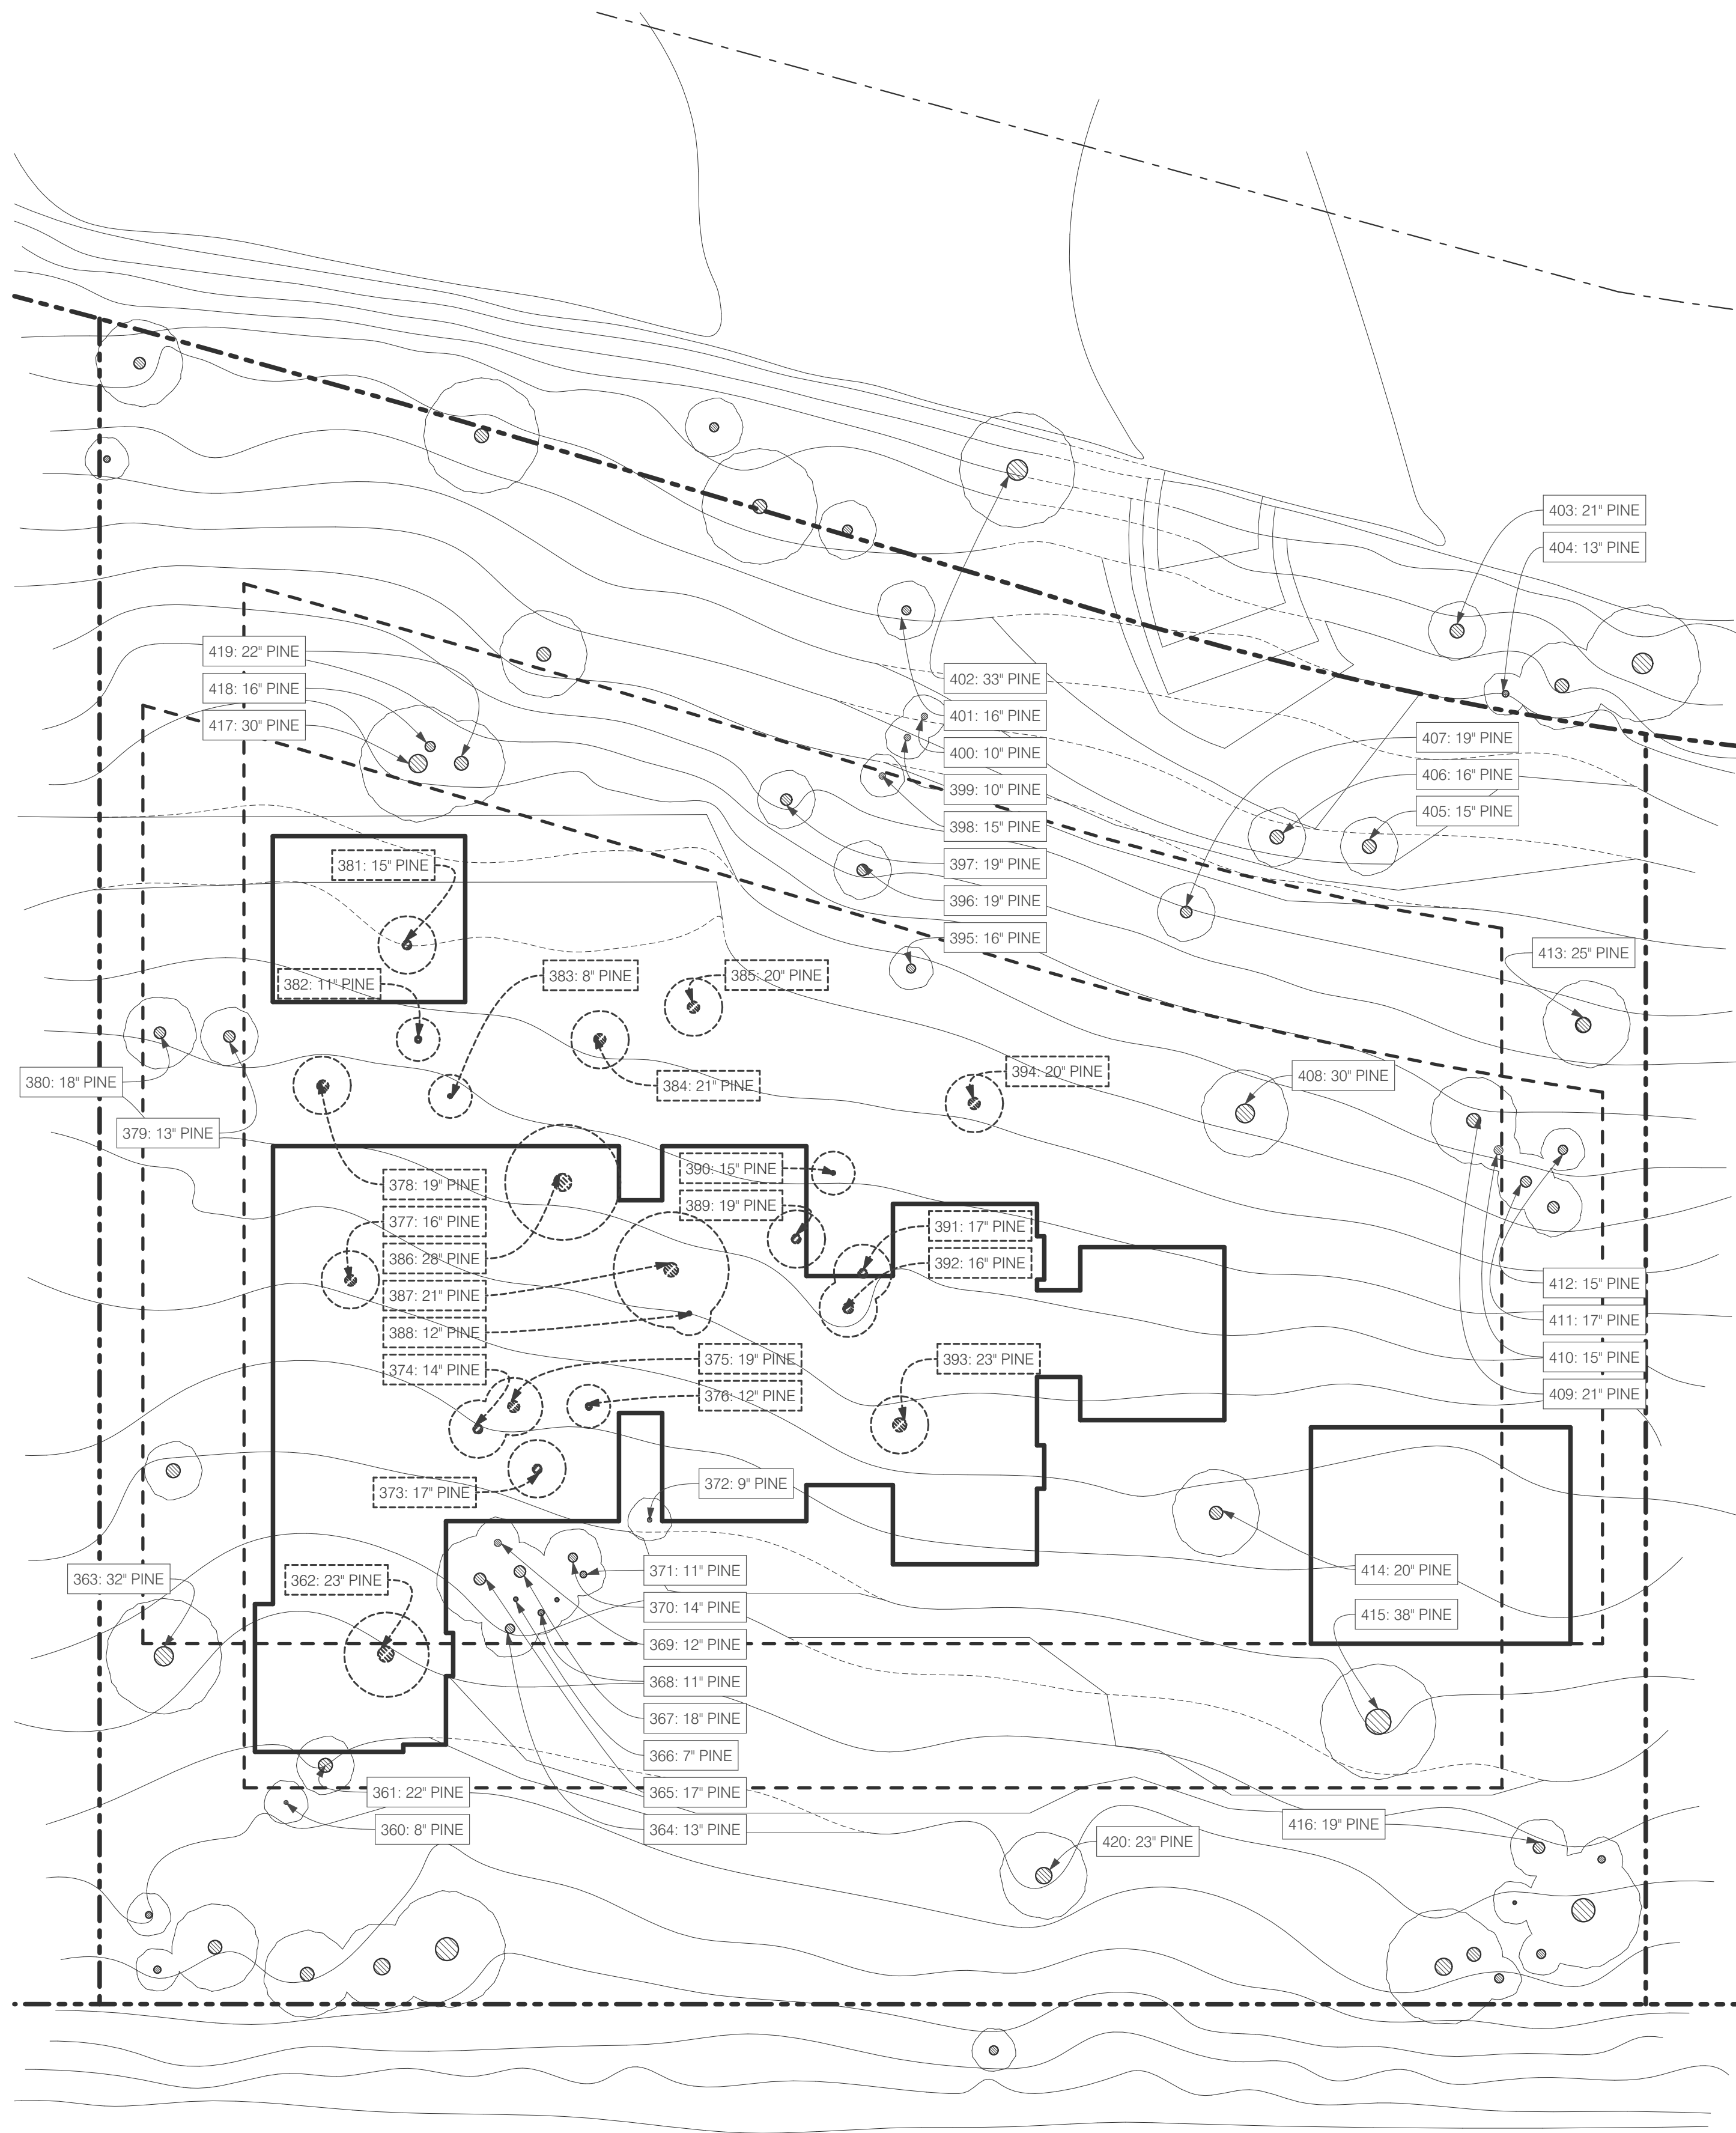 403: 21" PINE
404: 13" PINE
419: 22" PINE
418: 16" PINE
417: 30" PINE
402: 33" PINE
401: 16" PINE
400: 10" PINE
399: 10" PINE
398: 15" PINE
397: 19" PINE
396: 19" PINE
395: 16" PINE
407: 19" PINE
406: 16" PINE
405: 15" PINE
381: 15" PINE
382: 11" PINE
383: 8" PINE
385: 20" PINE
413: 25" PINE
380: 18" PINE
384: 21" PINE
394: 20" PINE
408: 30" PINE
379: 13" PINE
378: 19" PINE
377: 16" PINE
386: 28" PINE
387: 21" PINE
388: 12" PINE
374: 14" PINE
390: 15" PINE
389: 19" PINE
391: 17" PINE
392: 16" PINE
412: 15" PINE
411: 17" PINE
410: 15" PINE
409: 21" PINE
375: 19" PINE
376: 12" PINE
393: 23" PINE
373: 17" PINE
372: 9" PINE
363: 32" PINE
362: 23" PINE
371: 11" PINE
370: 14" PINE
369: 12" PINE
368: 11" PINE
367: 18" PINE
366: 7" PINE
365: 17" PINE
364: 13" PINE
414: 20" PINE
415: 38" PINE
361: 22" PINE
360: 8" PINE
420: 23" PINE
416: 19" PINE